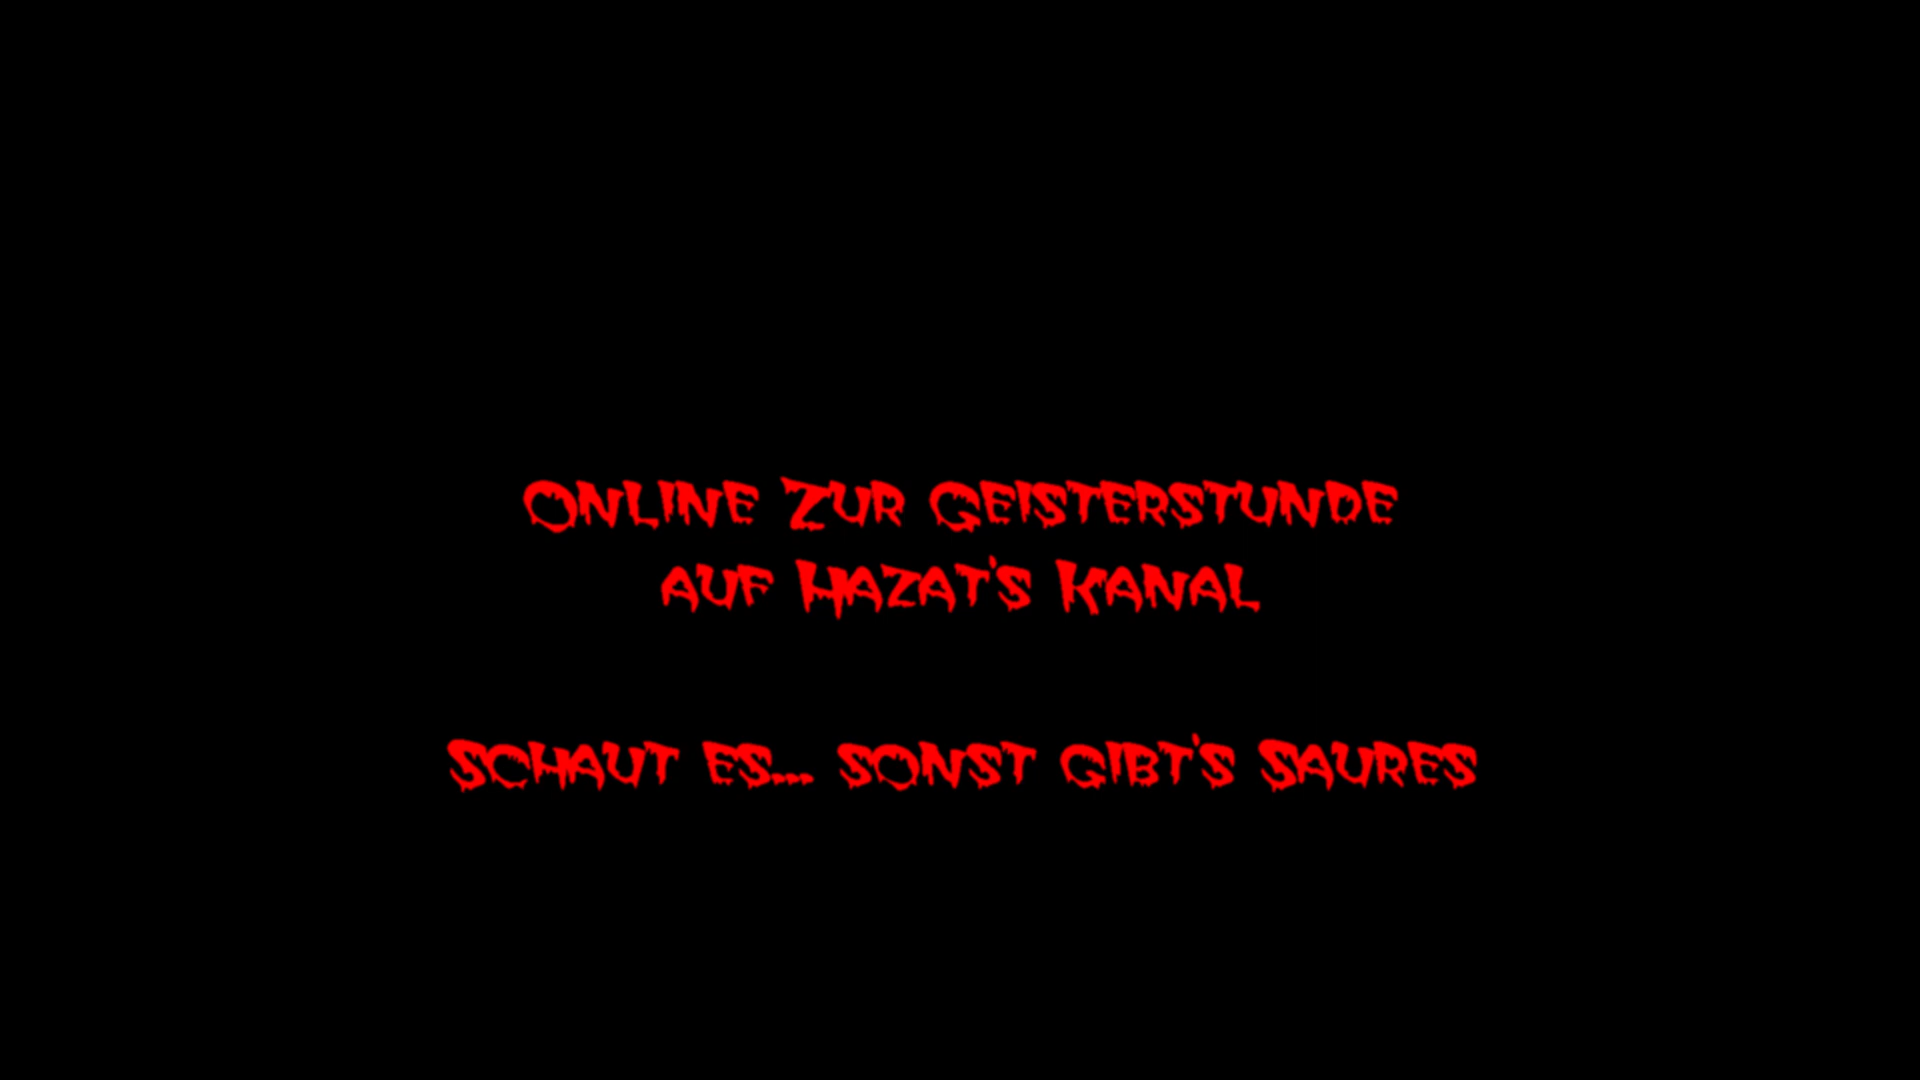 Online Zur Geisterstunde
auf Hazat's Kanal
Schaut es... sonst gibt's Saures